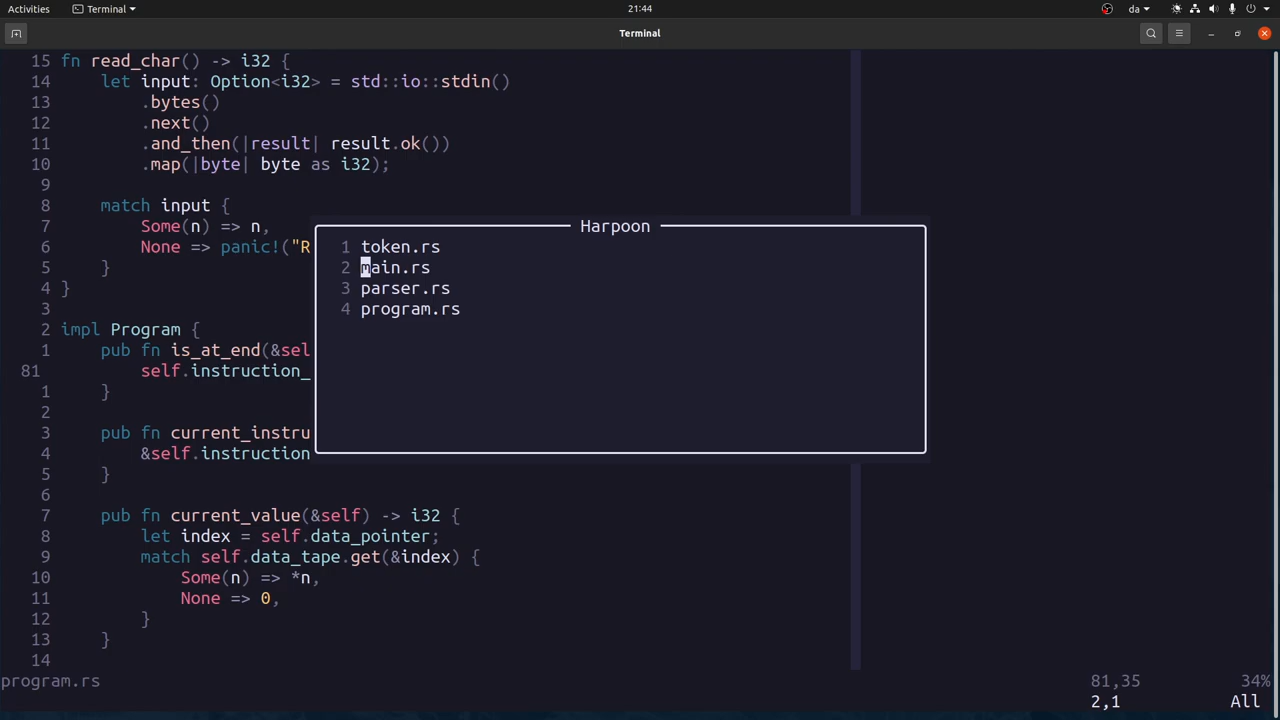 Activities Terminal 21:44 da
Terminal
15 fn read_char() -> i32 {
14 let input: Option<i32> = std::io::stdin()
13 .bytes()
12 .next()
11 .and_then(|result| result.ok())
10 .map(|byte| byte as i32);
9
8 match input {
7 Some(n) => n,
6 None => panic!("R
5 }
4 }
3
2 impl Program {
1 pub fn is_at_end(&sel
81 self.instruction_
1 }
2
3 pub fn current_instru
4 &self.instruction
5 }
6
7 pub fn current_value(&self) -> i32 {
8 let index = self.data_pointer;
9 match self.data_tape.get(&index) {
10 Some(n) => *n,
11 None => 0,
12 }
13 }
14
Harpoon
1 token.rs
2 main.rs
3 parser.rs
4 program.rs
program.rs 81,35 34%
2,1 All